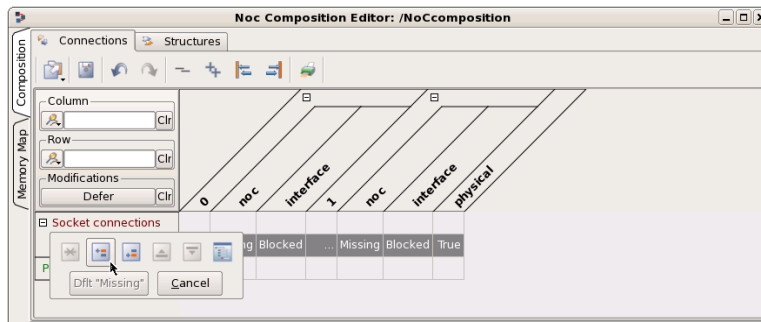 Noc Composition Editor: /NoCcomposition
Composition
Memory Map
Connections
Structures
Column
Clr
Row
Clr
Modifications
Defer
Clr
0
noc
interface
1
noc
interface
physical
Socket connections
Blocked
...
Missing
Blocked
True
Dflt "Missing"
Cancel